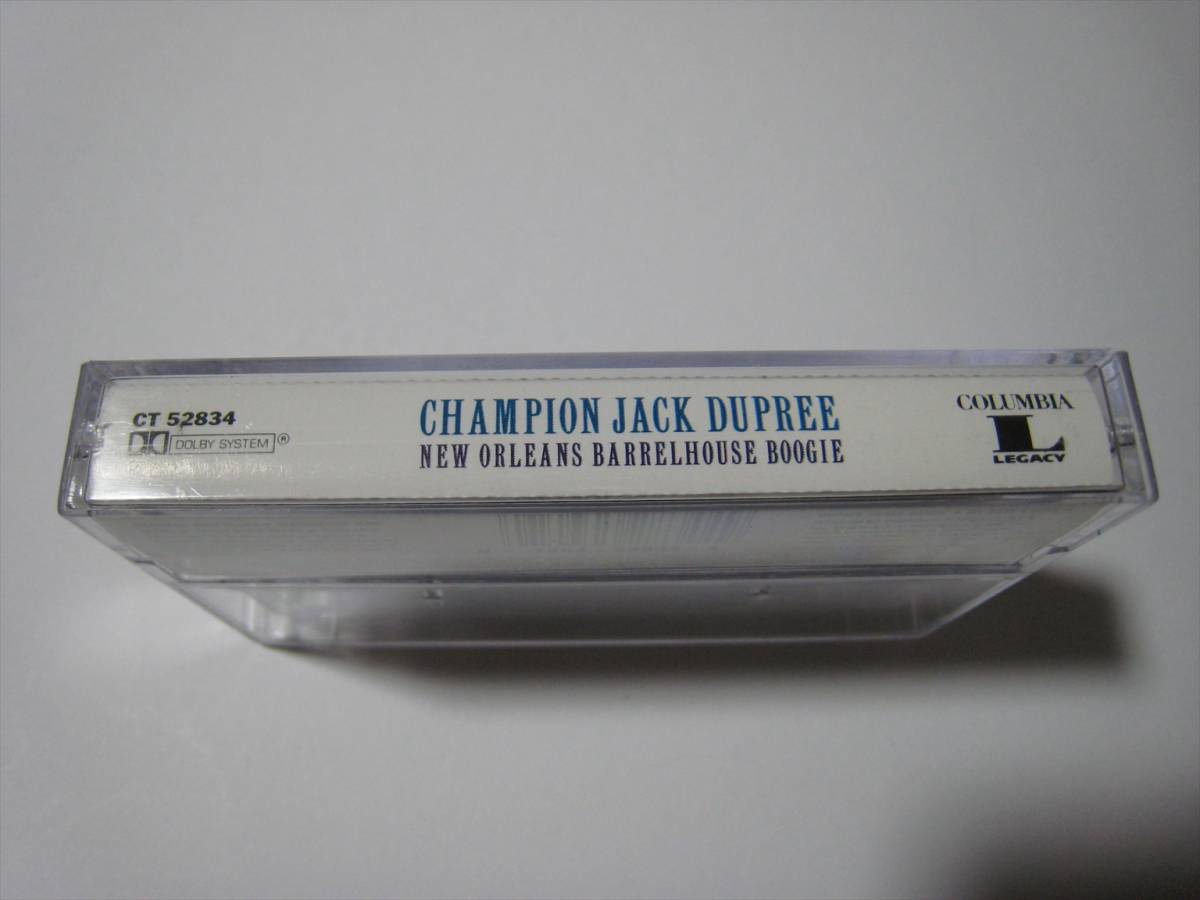 CT 52834
DOLBY SYSTEM ®
CHAMPION JACK DUPREE
NEW ORLEANS BARRELHOUSE BOOGIE
COLUMBIA
L
LEGACY